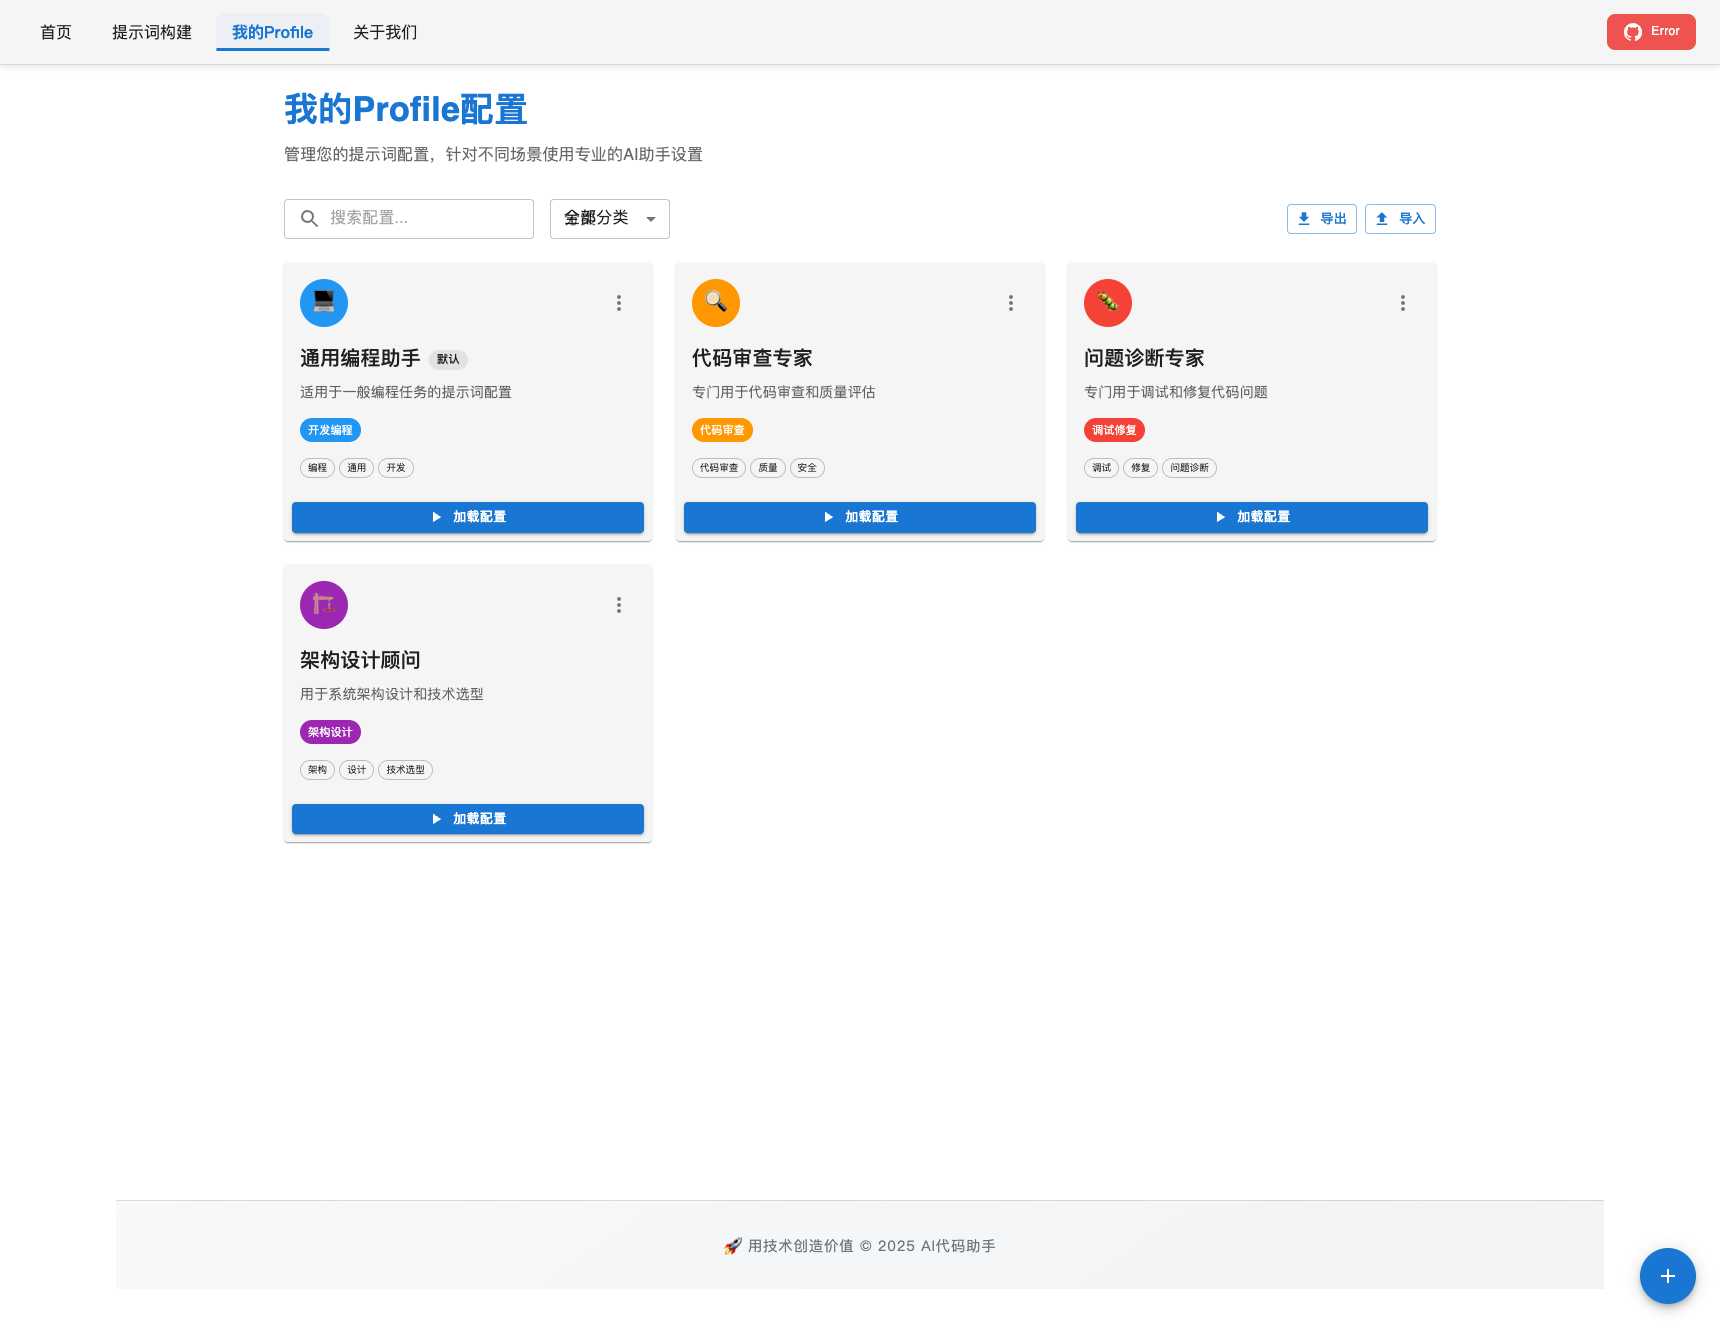 首页 提示词构建 我的Profile 关于我们 Error
我的Profile配置
管理您的提示词配置，针对不同场景使用专业的AI助手设置
搜索配置... 全部分类 导出 导入
通用编程助手 默认
适用于一般编程任务的提示词配置
开发编程
编程 通用 开发
加载配置
代码审查专家
专门用于代码审查和质量评估
代码审查
代码审查 质量 安全
加载配置
问题诊断专家
专门用于调试和修复代码问题
调试修复
调试 修复 问题诊断
加载配置
架构设计顾问
用于系统架构设计和技术选型
架构设计
架构 设计 技术选型
加载配置
🚀 用技术创造价值 © 2025 AI代码助手